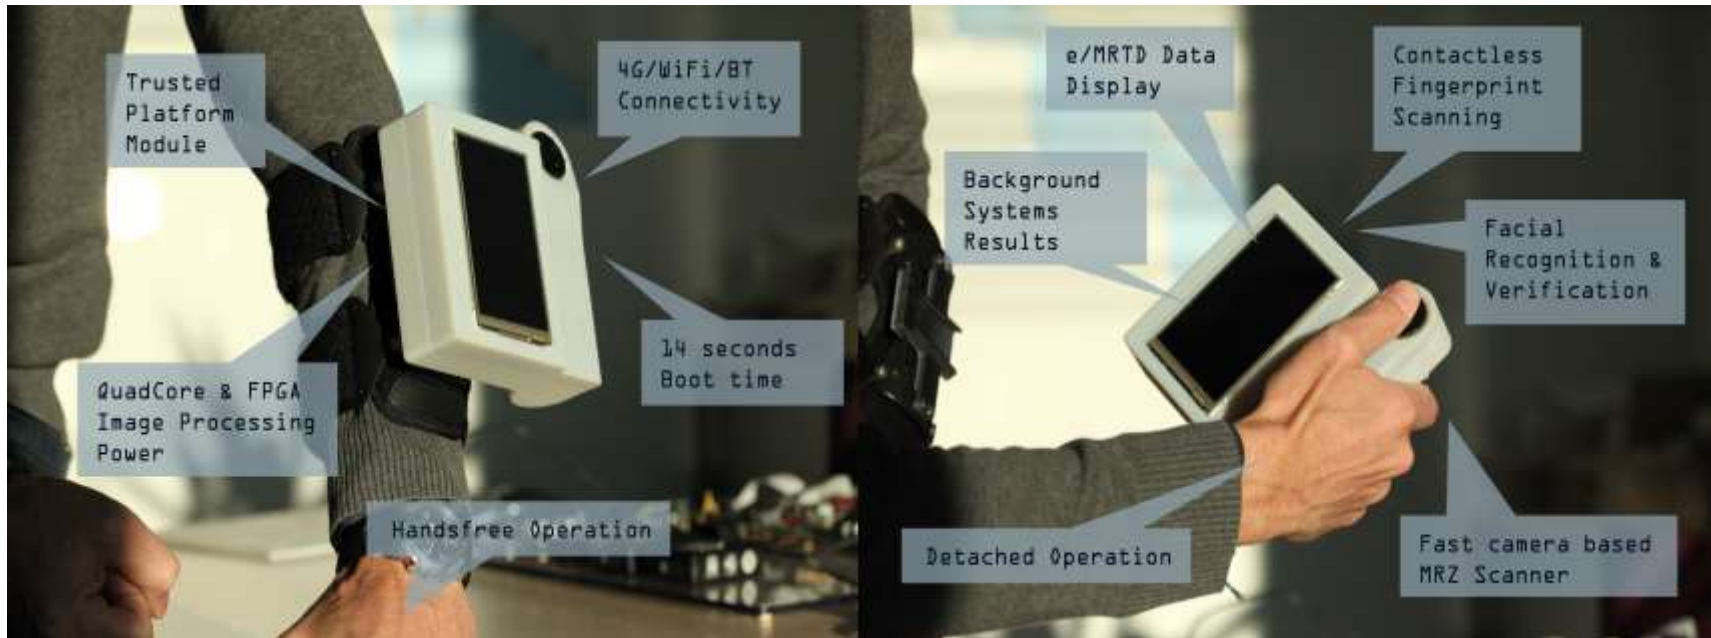 Trusted
Platform
Module
4G/WiFi/BT
Connectivity
QuadCore & FPGA
Image Processing
Power
14 seconds
Boot time
Handsfree Operation
e/MRTD Data
Display
Contactless
Fingerprint
Scanning
Background
Systems
Results
Facial
Recognition &
Verification
Detached Operation
Fast camera based
MRZ Scanner